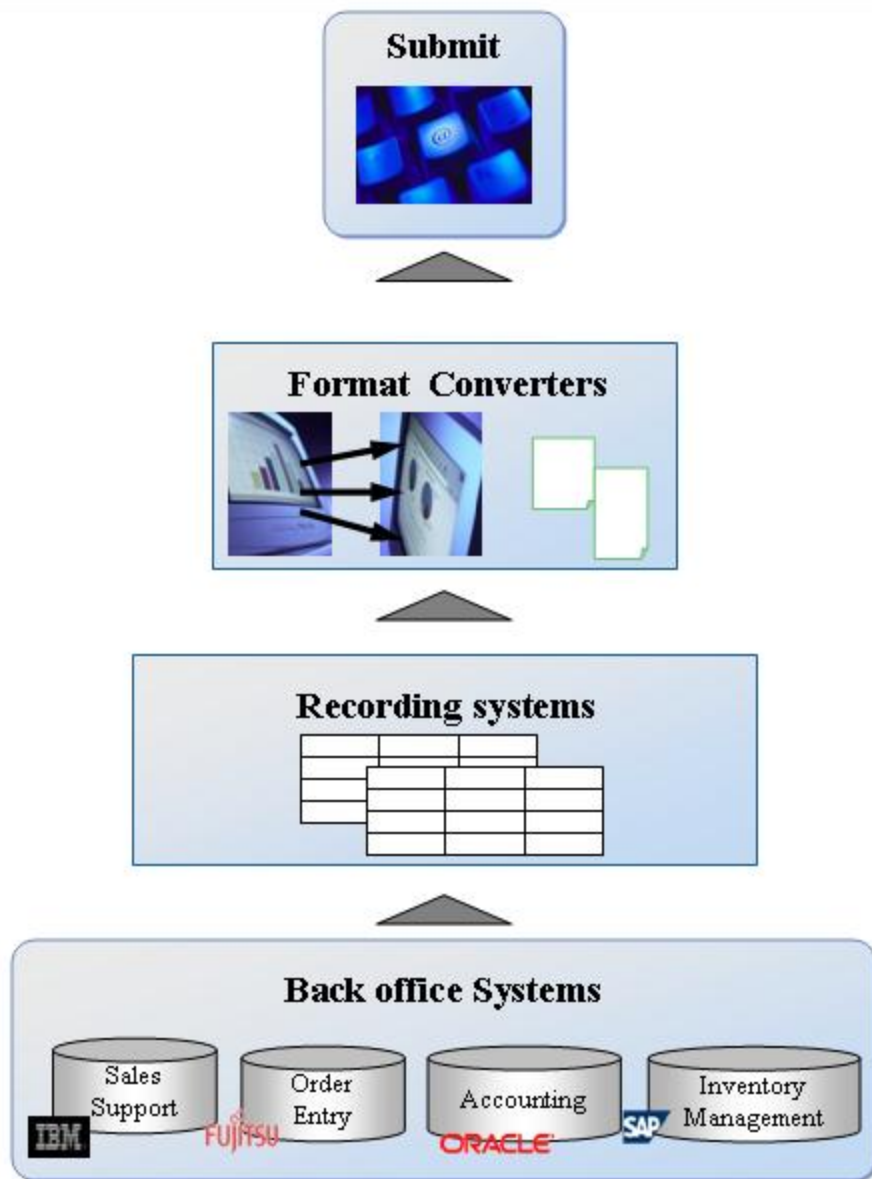 Submit
@
Format Converters
Recording systems
Back office Systems
Sales
Support
Order
Entry
Accounting
Inventory
Management
IBM
FUJITSU
ORACLE
SAP